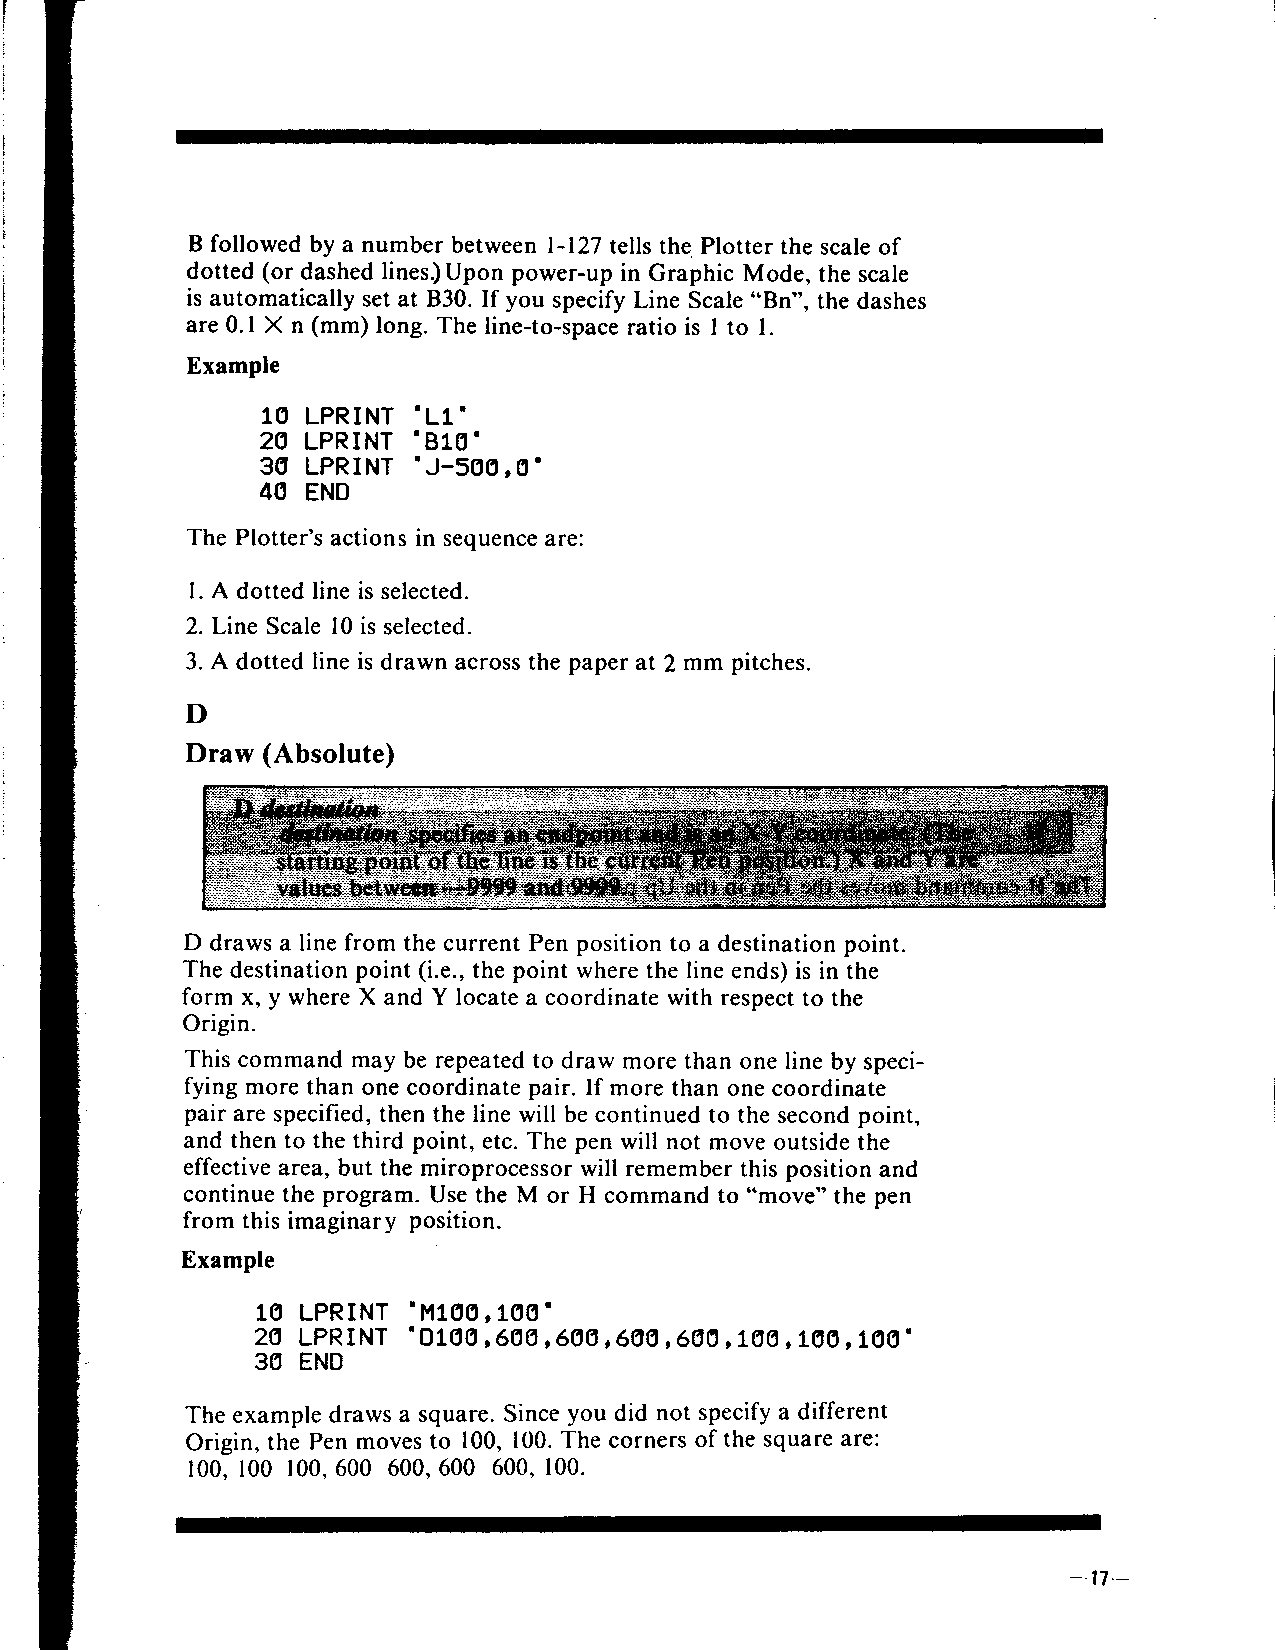 B followed by a number between 1-127 tells the Plotter the scale of
dotted (or dashed lines.) Upon power-up in Graphic Mode, the scale
is automatically set at B30. If you specify Line Scale “Bn”, the dashes
are 0.1 X n (mm) long. The line-to-space ratio is 1 to 1.
Example
10 LPRINT "L1"
20 LPRINT "B10"
30 LPRINT "J-500,0"
40 END
The Plotter's actions in sequence are:
1. A dotted line is selected.
2. Line Scale 10 is selected.
3. A dotted line is drawn across the paper at 2 mm pitches.
D
Draw (Absolute)
D destination
destination specifies an endpoint and is an X-Y coordinate. (The
starting point of the line is the current Pen position.) X and Y are
values between —9999 and 9999.
D draws a line from the current Pen position to a destination point.
The destination point (i.e., the point where the line ends) is in the
form x, y where X and Y locate a coordinate with respect to the
Origin.
This command may be repeated to draw more than one line by speci-
fying more than one coordinate pair. If more than one coordinate
pair are specified, then the line will be continued to the second point,
and then to the third point, etc. The pen will not move outside the
effective area, but the miroprocessor will remember this position and
continue the program. Use the M or H command to “move” the pen
from this imaginary position.
Example
10 LPRINT "M100,100"
20 LPRINT "D100,600,600,600,600,100,100,100"
30 END
The example draws a square. Since you did not specify a different
Origin, the Pen moves to 100, 100. The corners of the square are:
100, 100 100, 600 600, 600 600, 100.
—17—